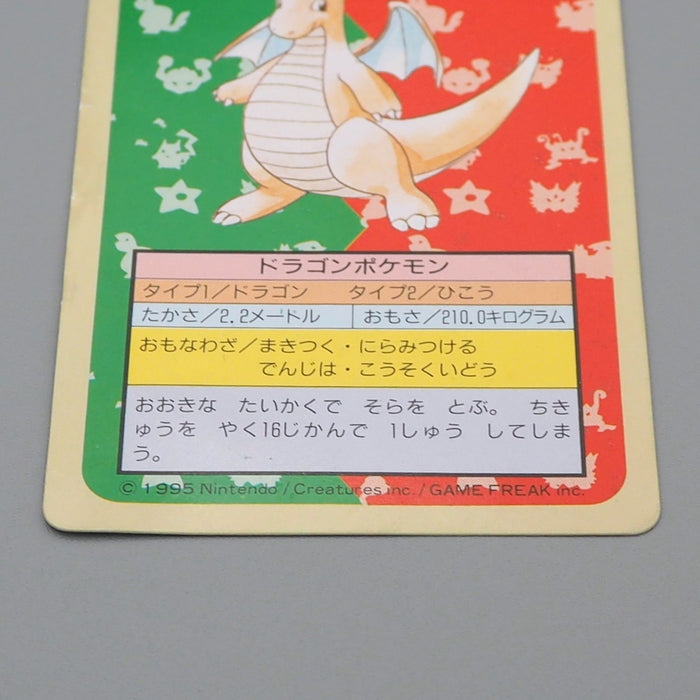 ドラゴンポケモン
タイプ1/ドラゴン タイプ2/ひこう
たかさ/2.2メートル おもさ/210.0キログラム
おもなわざ/まきつく・にらみつける
でんじは・こうそくいどう
おおきな たいかくで そらを とぶ。 ちき
ゅうを やく16じかんで 1しゅう してしま
う。
© 1995 Nintendo / Creatures inc. / GAME FREAK inc.